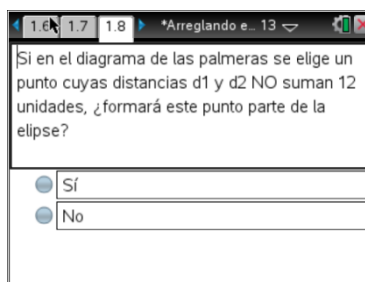 1.6 1.7 1.8 *Arreglando e... 13
Si en el diagrama de las palmeras se elige un
punto cuyas distancias d1 y d2 NO suman 12
unidades, ¿formará este punto parte de la
elipse?
Sí
No